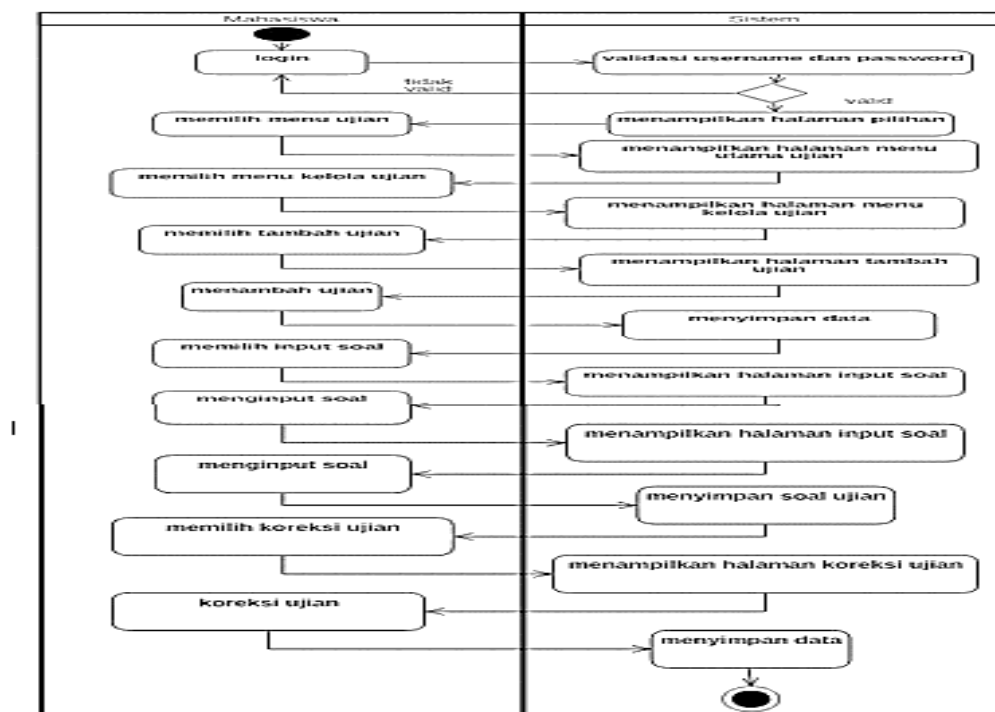 Mahasiswa
Sistem
login
validasi username dan password
tidak
valid
valid
memilih menu ujian
menampilkan halaman pilihan
menampilkan halaman menu
utama ujian
memilih menu kelola ujian
menampilkan halaman menu
kelola ujian
memilih tambah ujian
menampilkan halaman tambah
ujian
menambah ujian
menyimpan data
memilih input soal
menampilkan halaman input soal
menginput soal
menampilkan halaman input soal
menginput soal
menyimpan soal ujian
memilih koreksi ujian
menampilkan halaman koreksi ujian
koreksi ujian
menyimpan data